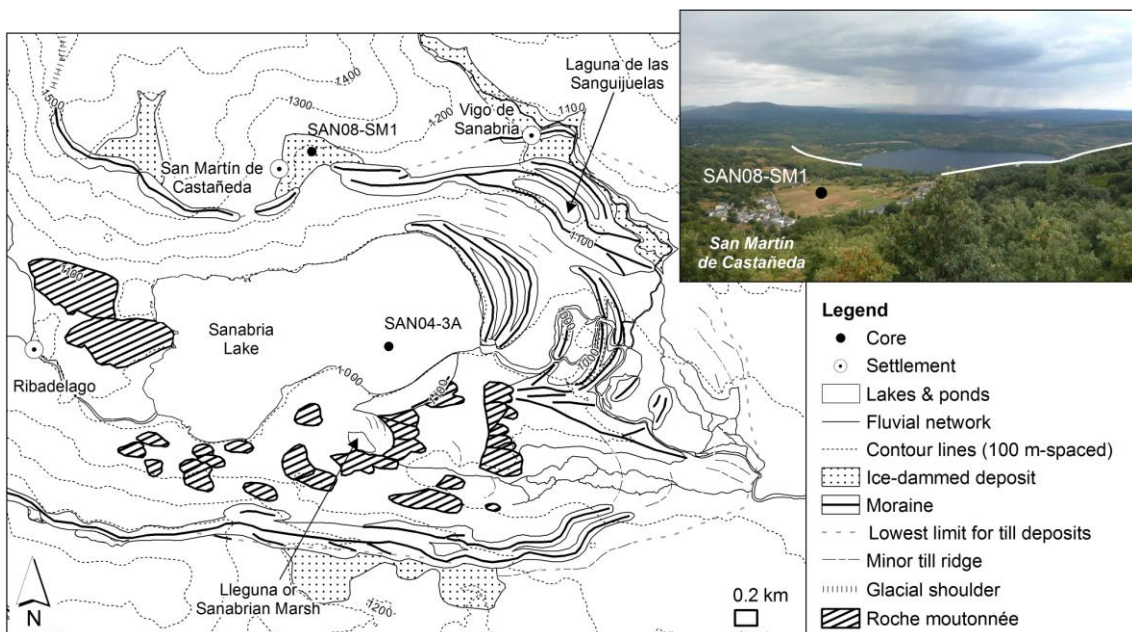 1500
1400
1300
1200
1100
SAN08-SM1
San Martín de
Castañeda
Vigo de
Sanabria
Laguna de las
Sanguijuelas
1100
1100
Sanabria
Lake
SAN04-3A
Ribadelago
1000
1000
Lleguna or
Sanabrian Marsh
1200
0.2 km
N
SAN08-SM1
San Martín
de Castañeda
Legend
Core
Settlement
Lakes & ponds
Fluvial network
Contour lines (100 m-spaced)
Ice-dammed deposit
Moraine
Lowest limit for till deposits
Minor till ridge
Glacial shoulder
Roche moutonnée